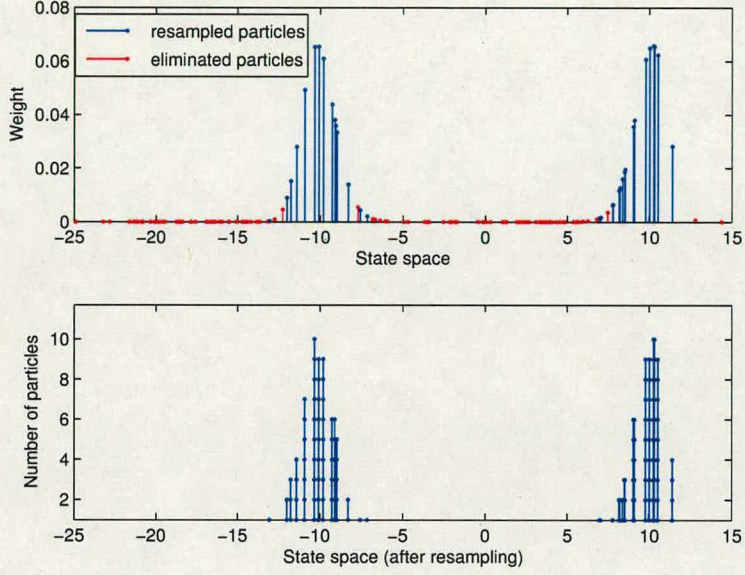 0.08
resampled particles
eliminated particles
0.06
0.04
0.02
0
Weight
−25 −20 −15 −10 −5 0 5 10 15
State space
10
8
6
4
2
Number of particles
−25 −20 −15 −10 −5 0 5 10 15
State space (after resampling)